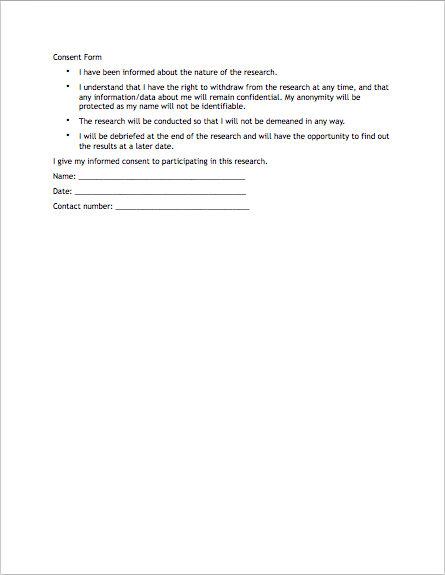 Consent Form
• I have been informed about the nature of the research.
• I understand that I have the right to withdraw from the research at any time, and that
any information/data about me will remain confidential. My anonymity will be
protected as my name will not be identifiable.
• The research will be conducted so that I will not be demeaned in any way.
• I will be debriefed at the end of the research and will have the opportunity to find out
the results at a later date.
I give my informed consent to participating in this research.
Name: ________________________________________
Date: _________________________________________
Contact number: ________________________________